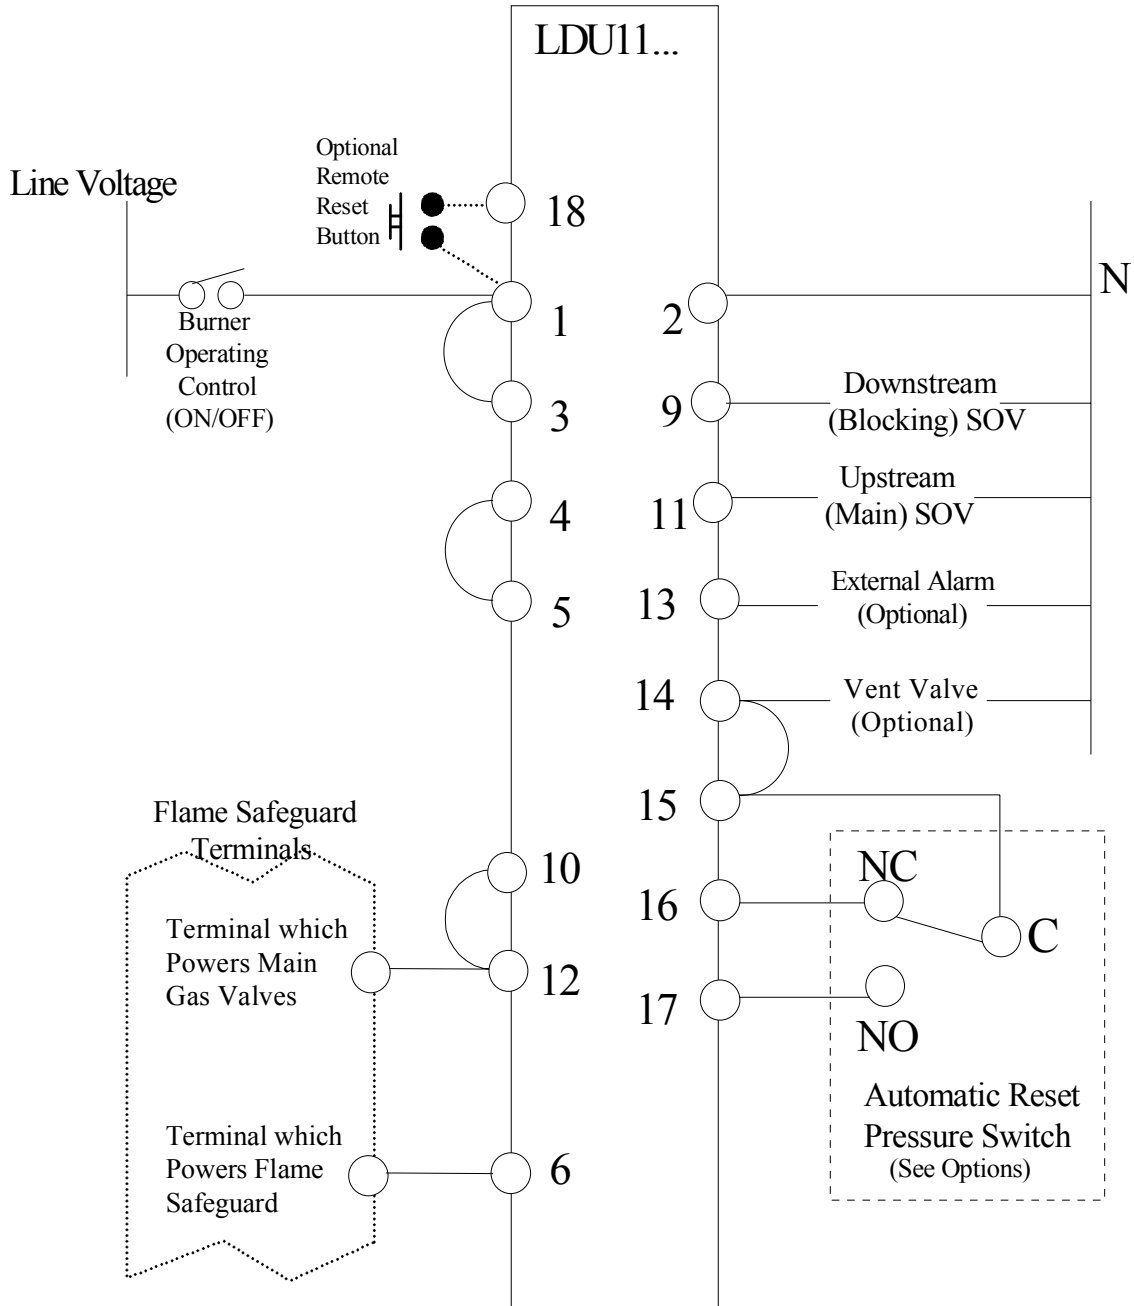 LDU11...
Optional
Remote
Reset
Button
Line Voltage
18
N
1
2
Burner
Operating
Control
(ON/OFF)
3
9
Downstream
(Blocking) SOV
4
11
Upstream
(Main) SOV
5
13
External Alarm
(Optional)
14
Vent Valve
(Optional)
15
Flame Safeguard
Terminals
10
16
NC
C
Terminal which
Powers Main
Gas Valves
12
17
NO
Automatic Reset
Pressure Switch
(See Options)
Terminal which
Powers Flame
Safeguard
6